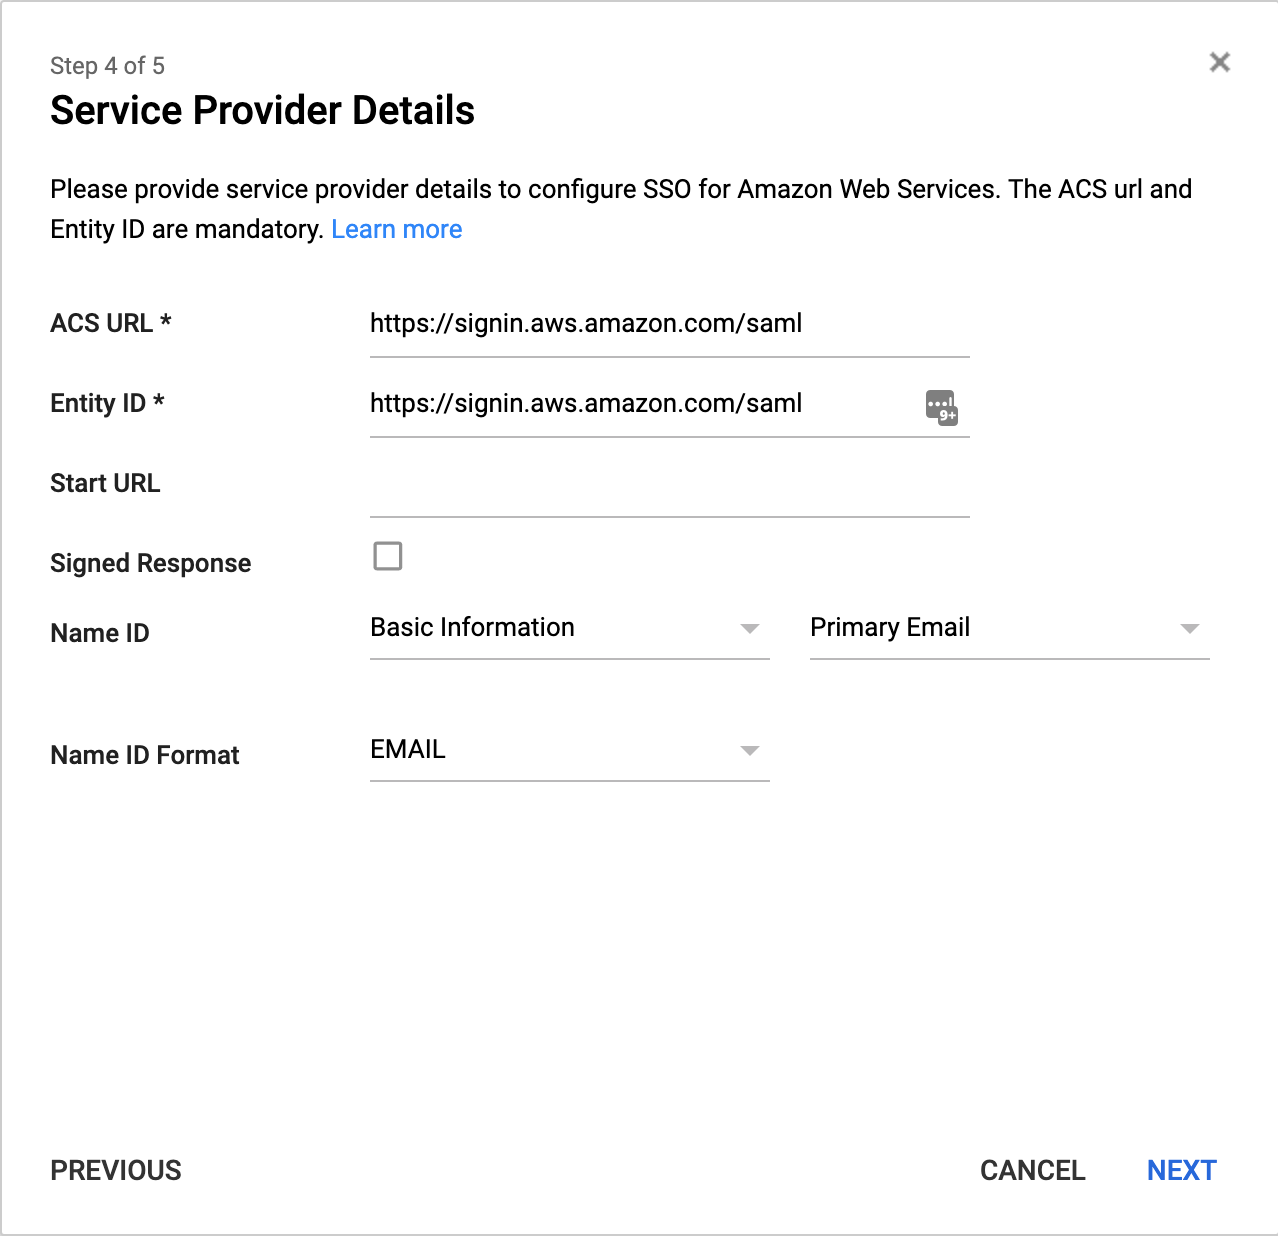 Step 4 of 5
Service Provider Details
Please provide service provider details to configure SSO for Amazon Web Services. The ACS url and
Entity ID are mandatory. Learn more
ACS URL * https://signin.aws.amazon.com/saml
Entity ID * https://signin.aws.amazon.com/saml 9+
Start URL
Signed Response
Name ID Basic Information Primary Email
Name ID Format EMAIL
PREVIOUS CANCEL NEXT